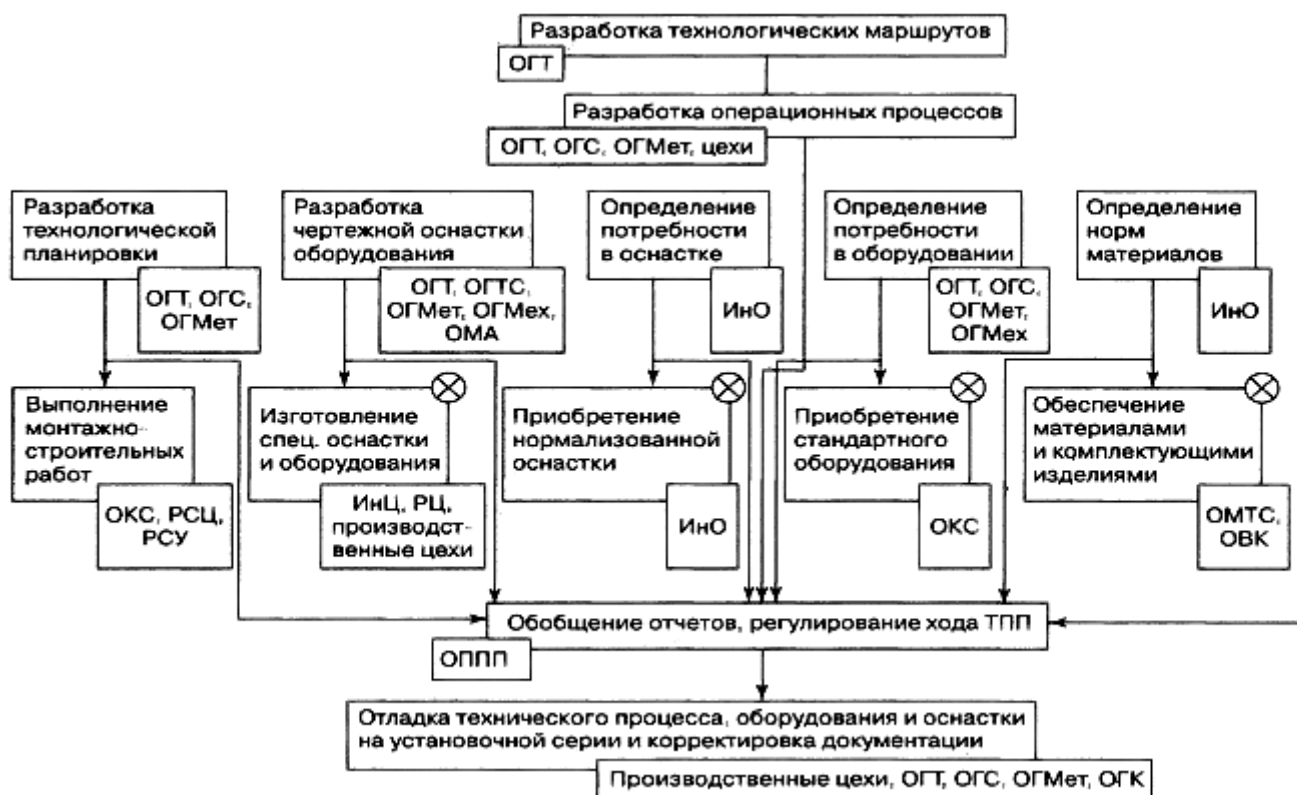 Разработка технологических маршрутов
ОГТ
Разработка операционных процессов
ОГТ, ОГС, ОГМет, цехи
Разработка
технологической
планировки
ОГТ, ОГС,
ОГМет
Разработка
чертежной оснастки
оборудования
ОГТ, ОГТС,
ОГМет, ОГМех,
ОМА
Определение
потребности
в оснастке
ИнО
Определение
потребности
в оборудовании
ОГТ, ОГС,
ОГМет,
ОГМех
Определение
норм
материалов
ИнО
Выполнение
монтажно-
строительных
работ
ОКС, РСЦ,
РСУ
Изготовление
спец. оснастки
и оборудования
ИнЦ, РЦ,
производст-
венные цехи
Приобретение
нормализованной
оснастки
ИнО
Приобретение
стандартного
оборудования
ОКС
Обеспечение
материалами
и комплектующими
изделиями
ОМТС,
ОВК
Обобщение отчетов, регулирование хода ТПП
ОППП
Отладка технического процесса, оборудования и оснастки
на установочной серии и корректировка документации
Производственные цехи, ОГТ, ОГС, ОГМет, ОГК